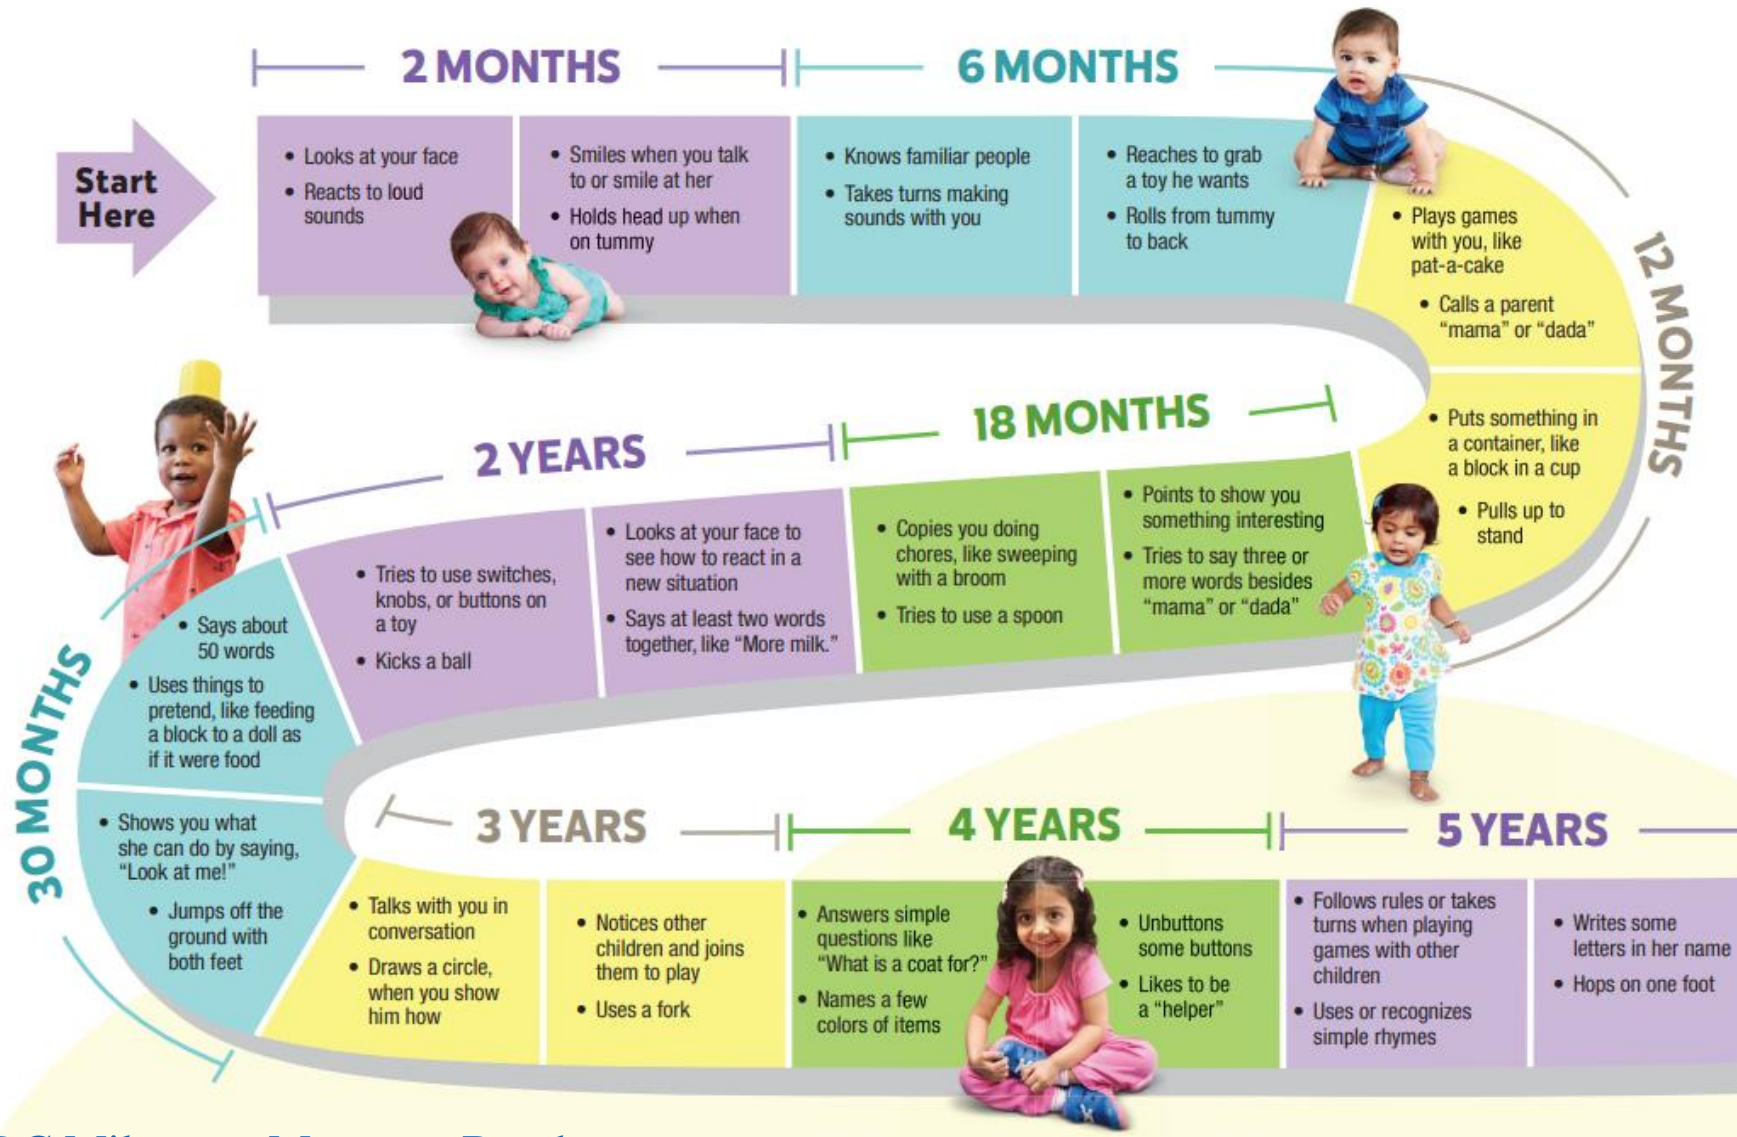 2 MONTHS
6 MONTHS
Start
Here
• Looks at your face
• Reacts to loud
sounds
• Smiles when you talk
to or smile at her
• Holds head up when
on tummy
• Knows familiar people
• Takes turns making
sounds with you
• Reaches to grab
a toy he wants
• Rolls from tummy
to back
12 MONTHS
• Plays games
with you, like
pat-a-cake
• Calls a parent
“mama” or “dada”
• Puts something in
a container, like
a block in a cup
• Pulls up to
stand
18 MONTHS
• Points to show you
something interesting
• Tries to say three or
more words besides
“mama” or “dada”
• Copies you doing
chores, like sweeping
with a broom
• Tries to use a spoon
2 YEARS
• Looks at your face to
see how to react in a
new situation
• Says at least two words
together, like “More milk.”
• Tries to use switches,
knobs, or buttons on
a toy
• Kicks a ball
30 MONTHS
• Says about
50 words
• Uses things to
pretend, like feeding
a block to a doll as
if it were food
• Shows you what
she can do by saying,
“Look at me!”
• Jumps off the
ground with
both feet
3 YEARS
• Talks with you in
conversation
• Draws a circle,
when you show
him how
• Notices other
children and joins
them to play
• Uses a fork
4 YEARS
• Answers simple
questions like
“What is a coat for?”
• Names a few
colors of items
• Unbuttons
some buttons
• Likes to be
a “helper”
5 YEARS
• Follows rules or takes
turns when playing
games with other
children
• Uses or recognizes
simple rhymes
• Writes some
letters in her name
• Hops on one foot